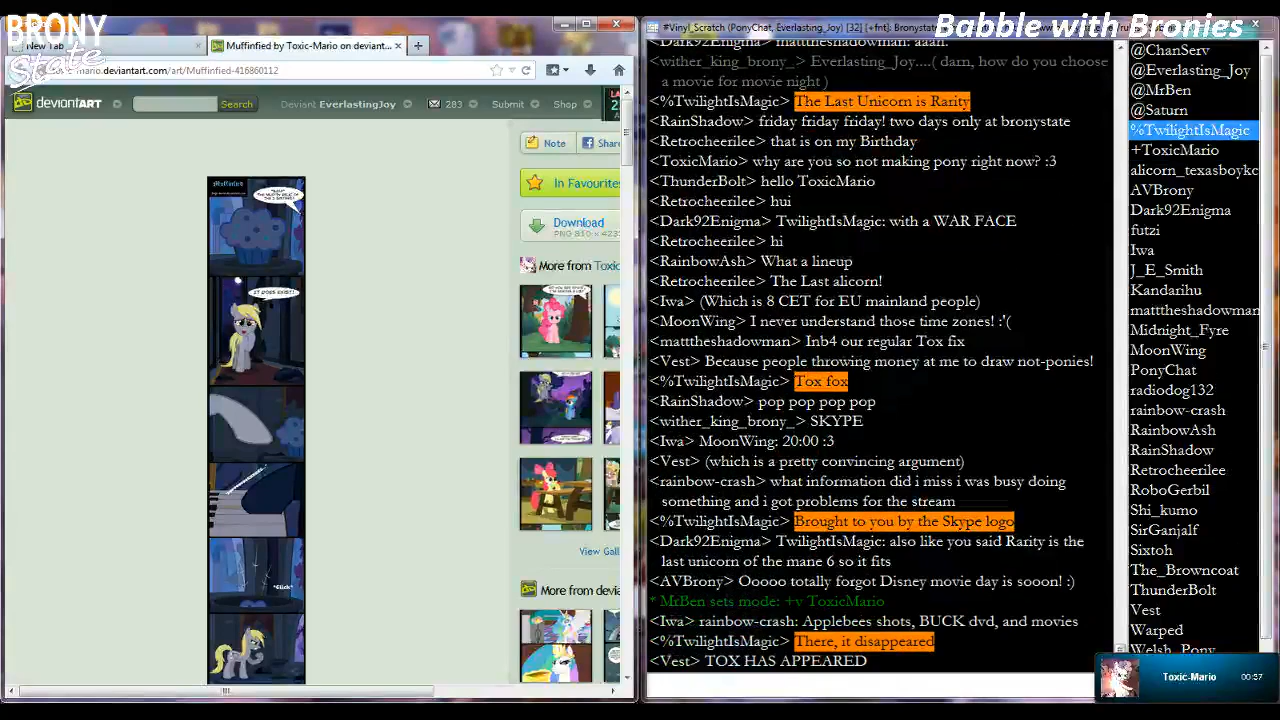 BRONY
State
Babble with Bronies
New Tab
Muffinfied by Toxic-Mario on deviant...
#Vinyl_Scratch (PonyChat, Everlasting_Joy) [32] [+fnt]: Bronystate
mario.deviantart.com/art/Muffinfied-416860112
deviantART
Search
Deviant EverlastingJoy
283
Submit
Shop
Note
Share
In Favourites
Download
More from Toxic
View Gall
More from devia
Muffinfied
IT DOES EXIST!
*Click*
<wither_king_brony_> Everlasting_Joy....( darn, how do you choose
a movie for movie night )
<%TwilightIsMagic> The Last Unicorn is Rarity
<RainShadow> friday friday friday! two days only at bronystate
<Retrocheerilee> that is on my Birthday
<ToxicMario> why are you so not making pony right now? :3
<ThunderBolt> hello ToxicMario
<Retrocheerilee> hui
<Dark92Enigma> TwilightIsMagic: with a WAR FACE
<Retrocheerilee> hi
<RainbowAsh> What a lineup
<Retrocheerilee> The Last alicorn!
<Iwa> (Which is 8 CET for EU mainland people)
<MoonWing> I never understand those time zones! :'(
<matttheshadowman> Inb4 our regular Tox fix
<Vest> Because people throwing money at me to draw not-ponies!
<%TwilightIsMagic> Tox fox
<RainShadow> pop pop pop pop
<wither_king_brony_> SKYPE
<Iwa> MoonWing: 20:00 :3
<Vest> (which is a pretty convincing argument)
<rainbow-crash> what information did i miss i was busy doing
something and i got problems for the stream
<%TwilightIsMagic> Brought to you by the Skype logo
<Dark92Enigma> TwilightIsMagic: also like you said Rarity is the
last unicorn of the mane 6 so it fits
<AVBrony> Ooooo totally forgot Disney movie day is sooon! :)
* MrBen sets mode: +v ToxicMario
<Iwa> rainbow-crash: Applebees shots, BUCK dvd, and movies
<%TwilightIsMagic> There, it disappeared
<Vest> TOX HAS APPEARED
@ChanServ
@Everlasting_Joy
@MrBen
@Saturn
%TwilightIsMagic
+ToxicMario
alicorn_texasboykc
AVBrony
Dark92Enigma
futzi
Iwa
J_E_Smith
Kandarihu
matttheshadowman
Midnight_Fyre
MoonWing
PonyChat
radiodog132
rainbow-crash
RainbowAsh
RainShadow
Retrocheerilee
RoboGerbil
Shi_kumo
SirGanjalf
Sixtoh
The_Browncoat
ThunderBolt
Vest
Warped
Welsh_Pony
Toxic-Mario
00:37